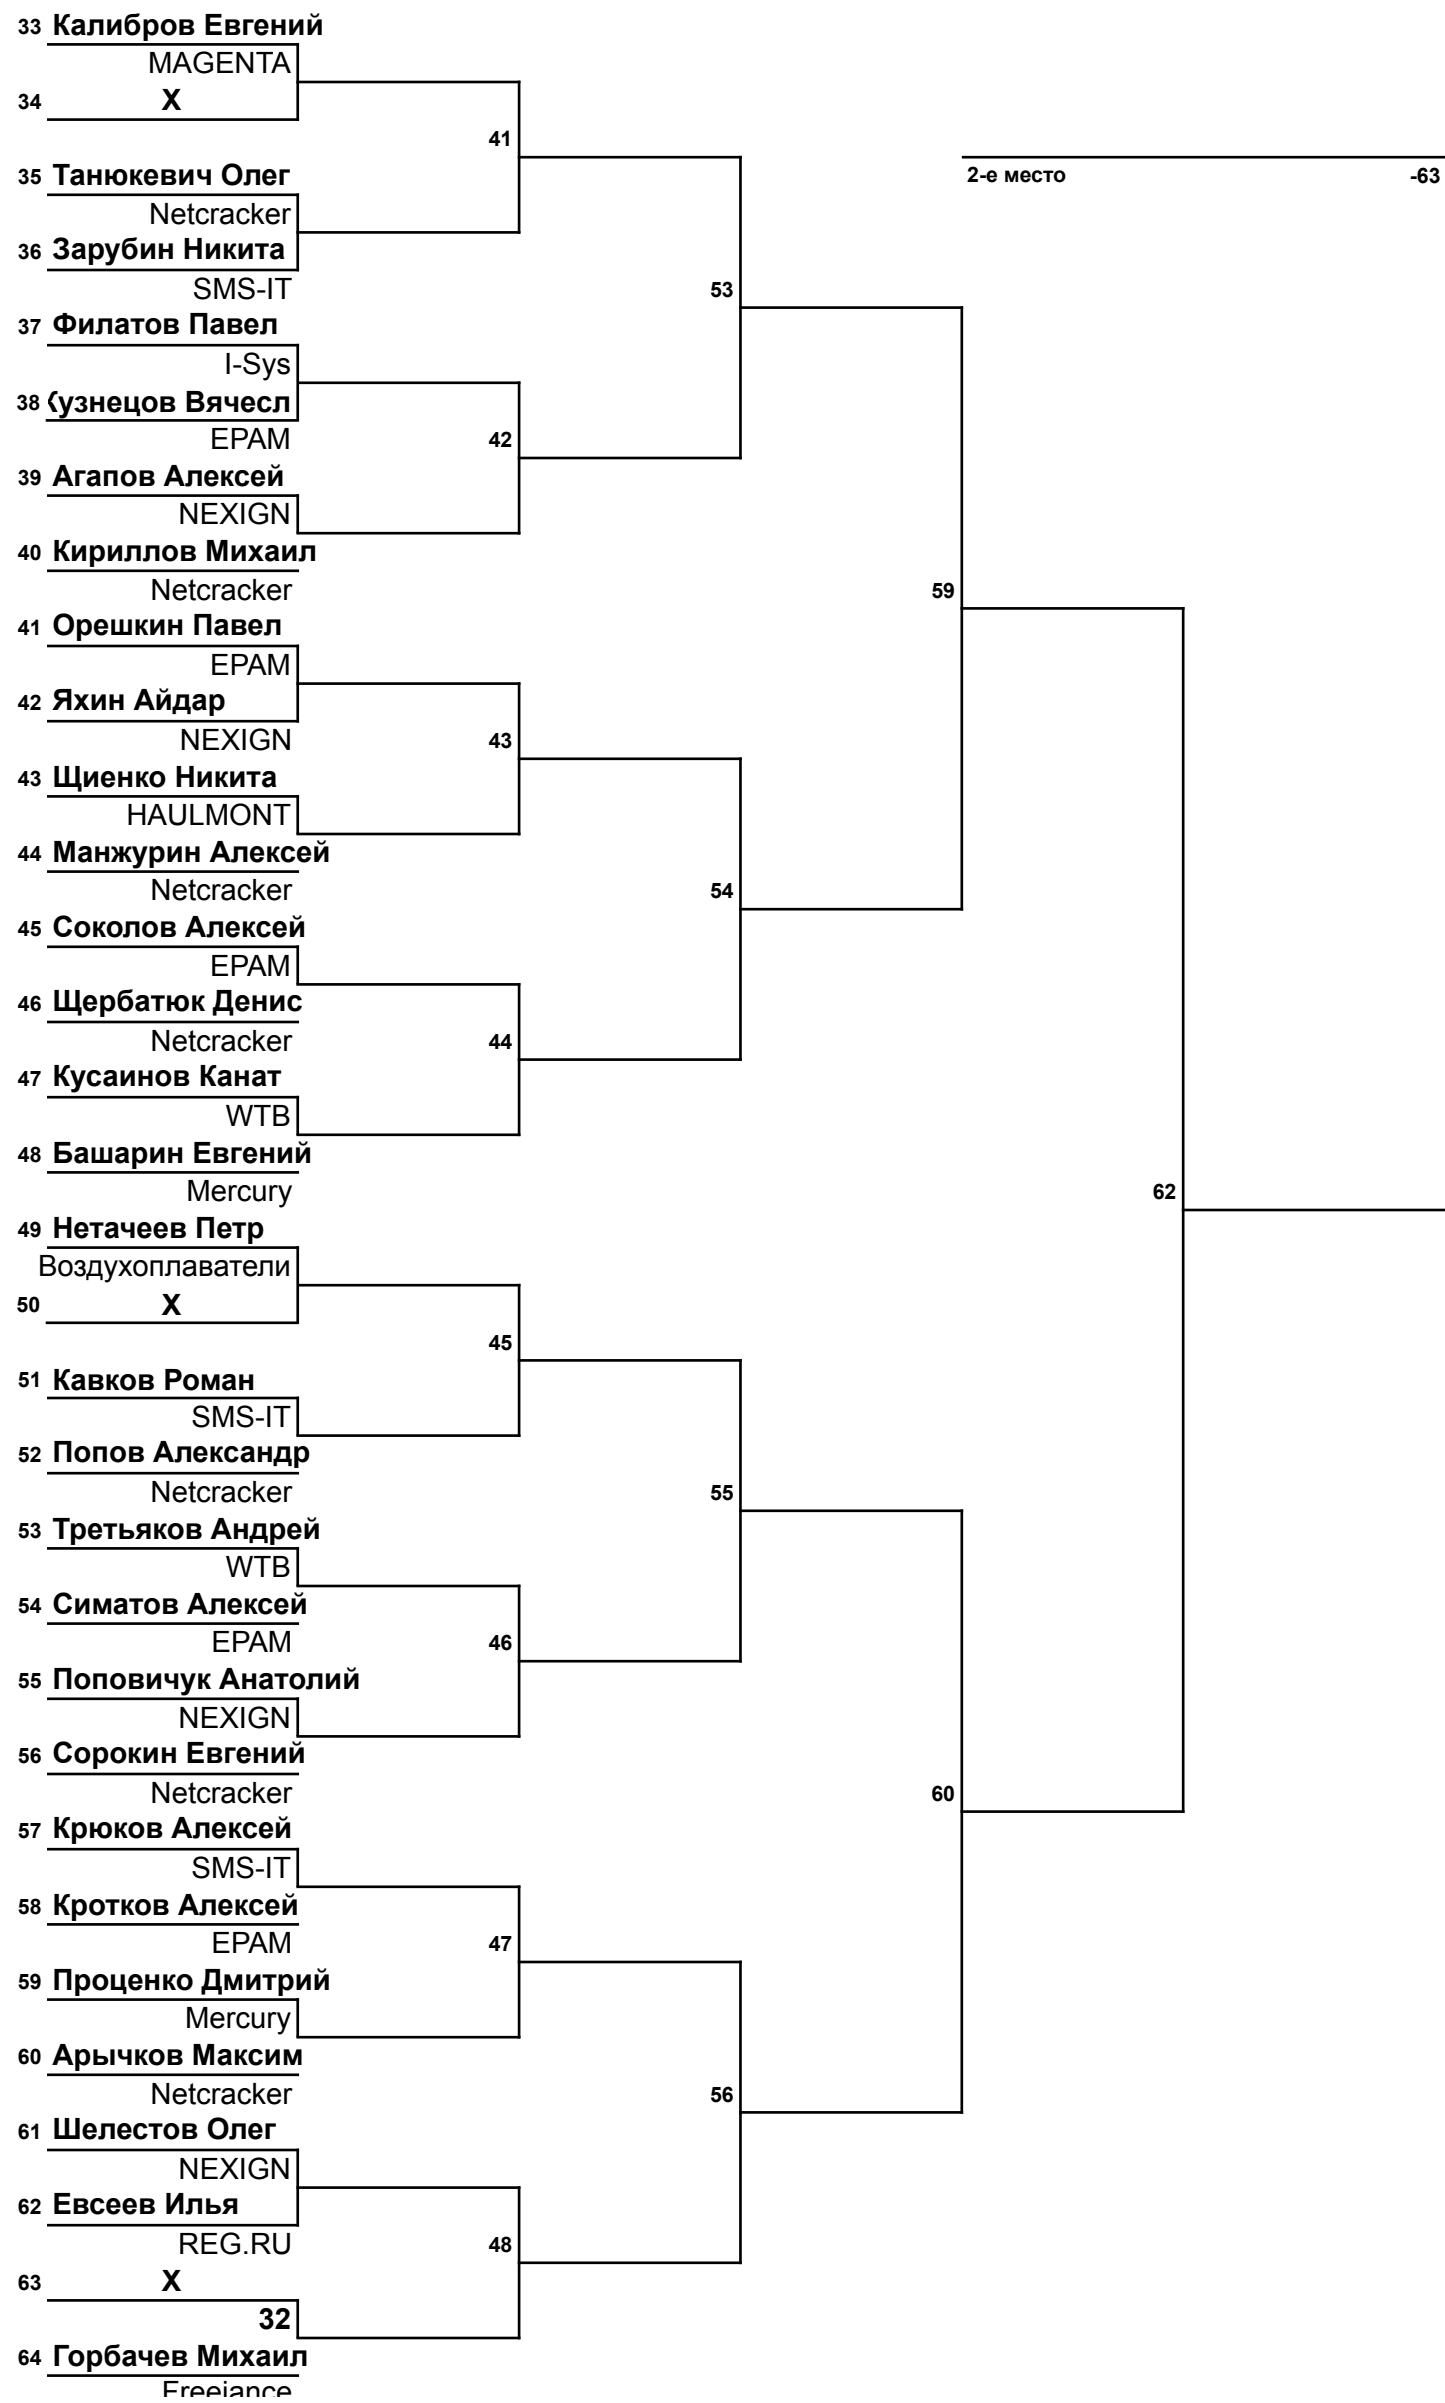 33 Калибров Евгений
MAGENTA
34 X
41
2-е место -63
35 Танюкевич Олег
Netcracker
36 Зарубин Никита
SMS-IT
53
37 Филатов Павел
I-Sys
38 Кузнецов Вячесл
EPAM
42
39 Агапов Алексей
NEXIGN
40 Кириллов Михаил
Netcracker
59
41 Орешкин Павел
EPAM
42 Яхин Айдар
NEXIGN
43
43 Щиенко Никита
HAULMONT
44 Манжурин Алексей
Netcracker
54
45 Соколов Алексей
EPAM
46 Щербатюк Денис
Netcracker
44
47 Кусаинов Канат
WTB
48 Башарин Евгений
Mercury
62
49 Нетачеев Петр
Воздухоплаватели
50 X
45
51 Кавков Роман
SMS-IT
52 Попов Александр
Netcracker
55
53 Третьяков Андрей
WTB
54 Симатов Алексей
EPAM
46
55 Поповичук Анатолий
NEXIGN
56 Сорокин Евгений
Netcracker
60
57 Крюков Алексей
SMS-IT
58 Кротков Алексей
EPAM
47
59 Проценко Дмитрий
Mercury
60 Арычков Максим
Netcracker
56
61 Шелестов Олег
NEXIGN
62 Евсеев Илья
REG.RU
48
63 X
32
64 Горбачев Михаил
Freeiance